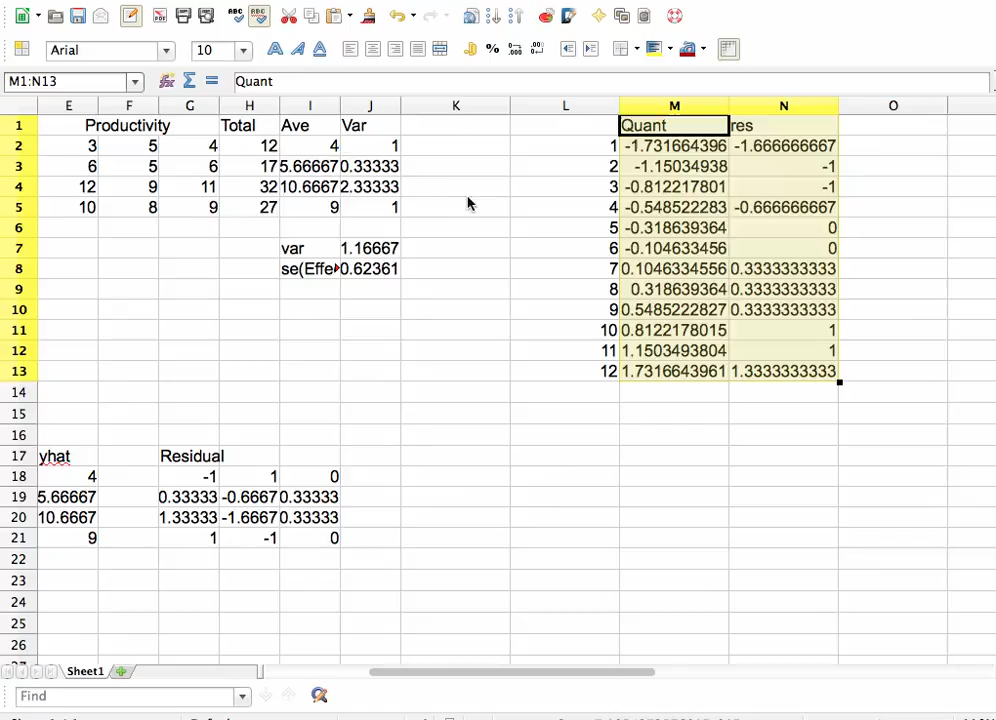 Arial 10
M1:N13 Quant
E F G H I J K L M N O
1 Productivity Total Ave Var Quant res
2 3 5 4 12 4 1 1 -1.731664396 -1.666666667
3 6 5 6 17 5.66667 0.33333 2 -1.15034938 -1
4 12 9 11 32 10.6667 2.33333 3 -0.812217801 -1
5 10 8 9 27 9 1 4 -0.548522283 -0.666666667
6 5 -0.318639364 0
7 var 1.16667 6 -0.104633456 0
8 se(Effe 0.62361 7 0.1046334556 0.3333333333
9 8 0.318639364 0.3333333333
10 9 0.5485222827 0.3333333333
11 10 0.8122178015 1
12 11 1.1503493804 1
13 12 1.7316643961 1.3333333333
14
15
16
17 yhat Residual
18 4 -1 1 0
19 5.66667 0.33333 -0.6667 0.33333
20 10.6667 1.33333 -1.6667 0.33333
21 9 1 -1 0
22
23
24
25
26
Sheet1
Find